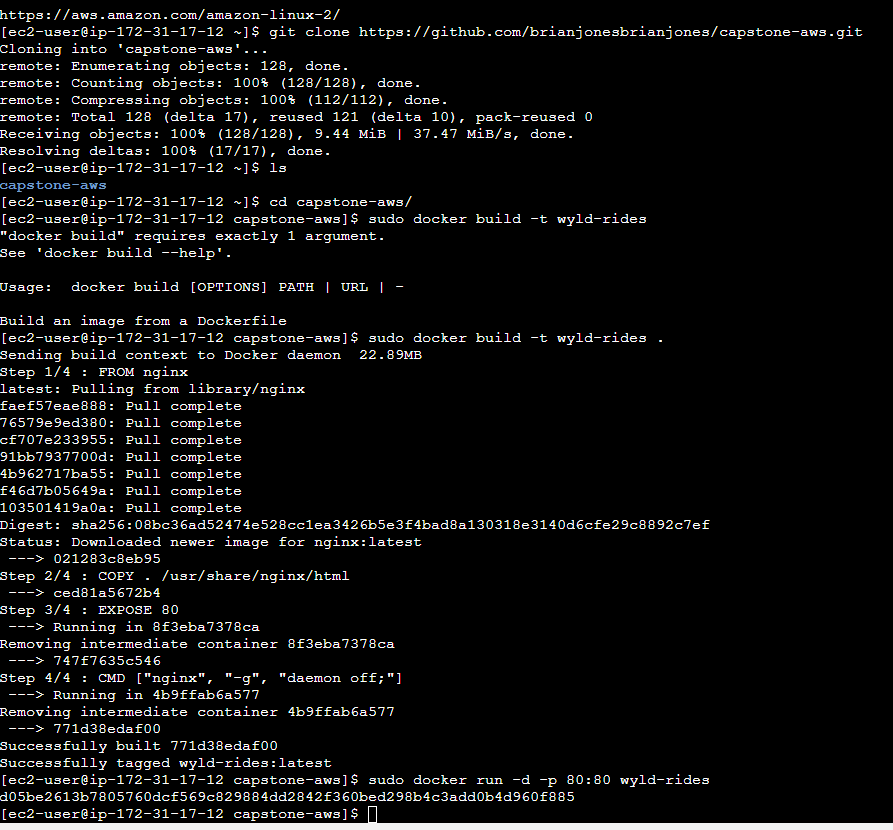 https://aws.amazon.com/amazon-linux-2/
[ec2-user@ip-172-31-17-12 ~]$ git clone https://github.com/brianjonesbrianjones/capstone-aws.git
Cloning into 'capstone-aws'...
remote: Enumerating objects: 128, done.
remote: Counting objects: 100% (128/128), done.
remote: Compressing objects: 100% (112/112), done.
remote: Total 128 (delta 17), reused 121 (delta 10), pack-reused 0
Receiving objects: 100% (128/128), 9.44 MiB | 37.47 MiB/s, done.
Resolving deltas: 100% (17/17), done.
[ec2-user@ip-172-31-17-12 ~]$ ls
capstone-aws
[ec2-user@ip-172-31-17-12 ~]$ cd capstone-aws/
[ec2-user@ip-172-31-17-12 capstone-aws]$ sudo docker build -t wyld-rides
"docker build" requires exactly 1 argument.
See 'docker build --help'.
Usage:  docker build [OPTIONS] PATH | URL | -
Build an image from a Dockerfile
[ec2-user@ip-172-31-17-12 capstone-aws]$ sudo docker build -t wyld-rides .
Sending build context to Docker daemon  22.89MB
Step 1/4 : FROM nginx
latest: Pulling from library/nginx
faef57eae888: Pull complete
76579e9ed380: Pull complete
cf707e233955: Pull complete
91bb7937700d: Pull complete
4b962717ba55: Pull complete
f46d7b05649a: Pull complete
103501419a0a: Pull complete
Digest: sha256:08bc36ad52474e528cc1ea3426b5e3f4bad8a130318e3140d6cfe29c8892c7ef
Status: Downloaded newer image for nginx:latest
 ---> 021283c8eb95
Step 2/4 : COPY . /usr/share/nginx/html
 ---> ced81a5672b4
Step 3/4 : EXPOSE 80
 ---> Running in 8f3eba7378ca
Removing intermediate container 8f3eba7378ca
 ---> 747f7635c546
Step 4/4 : CMD ["nginx", "-g", "daemon off;"]
 ---> Running in 4b9ffab6a577
Removing intermediate container 4b9ffab6a577
 ---> 771d38edaf00
Successfully built 771d38edaf00
Successfully tagged wyld-rides:latest
[ec2-user@ip-172-31-17-12 capstone-aws]$ sudo docker run -d -p 80:80 wyld-rides
d05be2613b7805760dcf569c829884dd2842f360bed298b4c3add0b4d960f885
[ec2-user@ip-172-31-17-12 capstone-aws]$